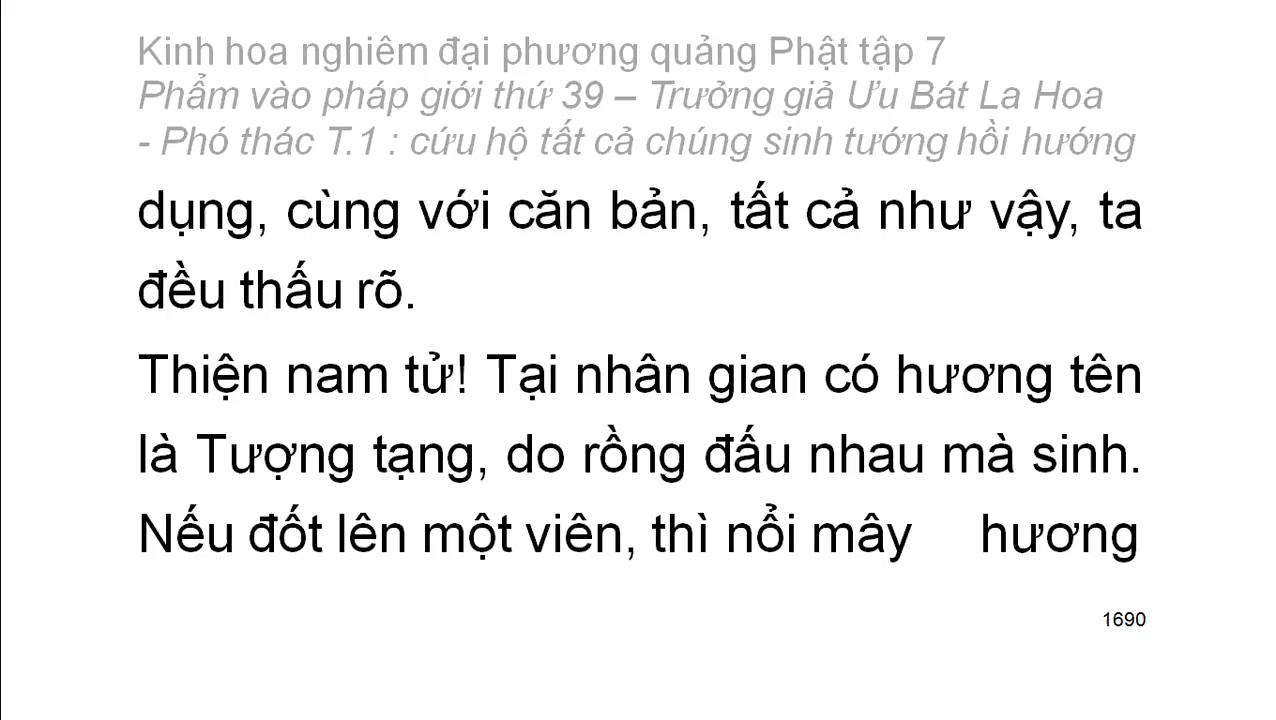 Kinh hoa nghiêm đại phương quảng Phật tập 7
Phẩm vào pháp giới thứ 39 – Trưởng giả Ưu Bát La Hoa
- Phó thác T.1 : cứu hộ tất cả chúng sinh tướng hồi hướng
dụng, cùng với căn bản, tất cả như vậy, ta
đều thấu rõ.
Thiện nam tử! Tại nhân gian có hương tên
là Tượng tạng, do rồng đấu nhau mà sinh.
Nếu đốt lên một viên, thì nổi mây hương
1690